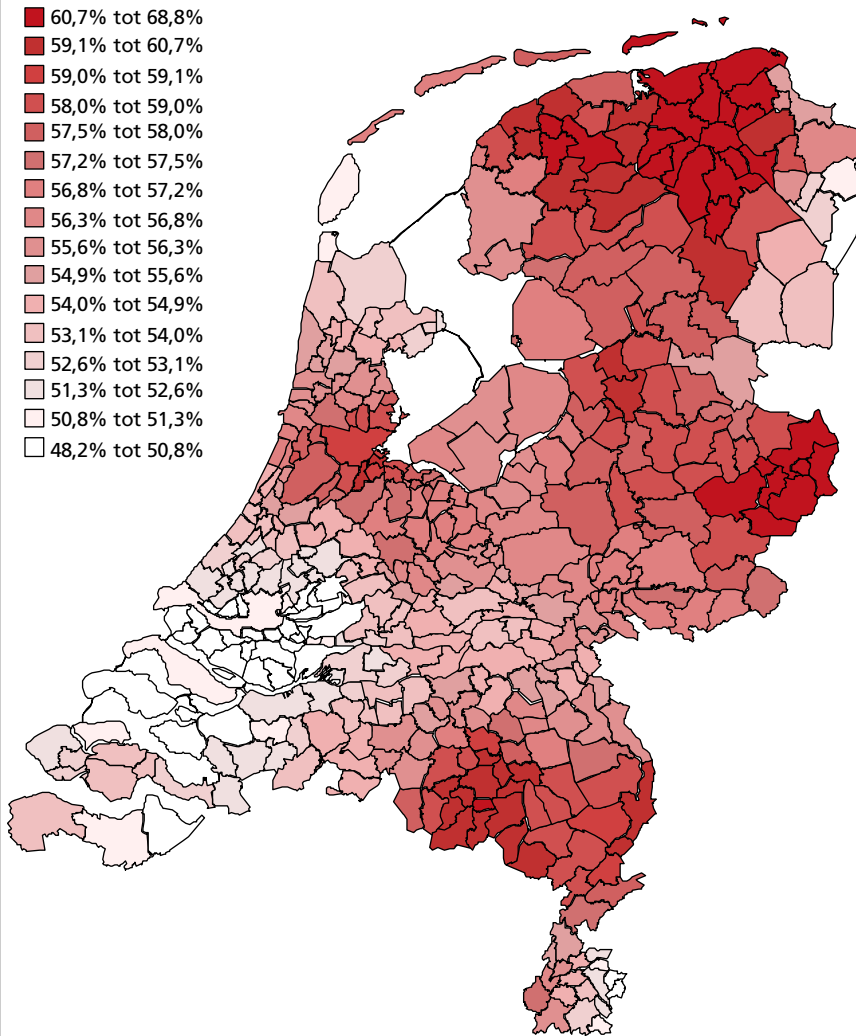 60,7% tot 68,8%
59,1% tot 60,7%
59,0% tot 59,1%
58,0% tot 59,0%
57,5% tot 58,0%
57,2% tot 57,5%
56,8% tot 57,2%
56,3% tot 56,8%
55,6% tot 56,3%
54,9% tot 55,6%
54,0% tot 54,9%
53,1% tot 54,0%
52,6% tot 53,1%
51,3% tot 52,6%
50,8% tot 51,3%
48,2% tot 50,8%